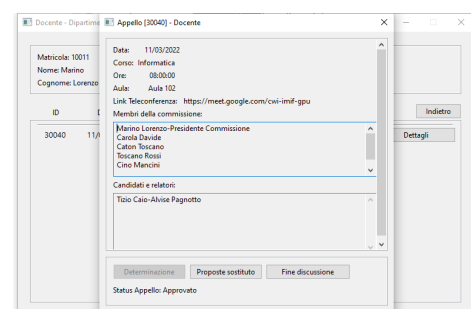 Docente - Dipartime
Appello [30040] - Docente
Matricola: 10011
Nome: Marino
Cognome: Lorenzo
ID
30040
11/
Indietro
Dettagli
Data: 11/03/2022
Corso: Informatica
Ore: 08:00:00
Aula: Aula 102
Link Teleconferenza: https://meet.google.com/cwi-imif-gpu
Membri della commissione:
Marino Lorenzo-Presidente Commissione
Carola Davide
Caton Toscano
Toscano Rossi
Cino Mancini
Candidati e relatori:
Tizio Caio-Alvise Pagnotto
Determinazione
Proposte sostituto
Fine discussione
Status Appello: Approvato